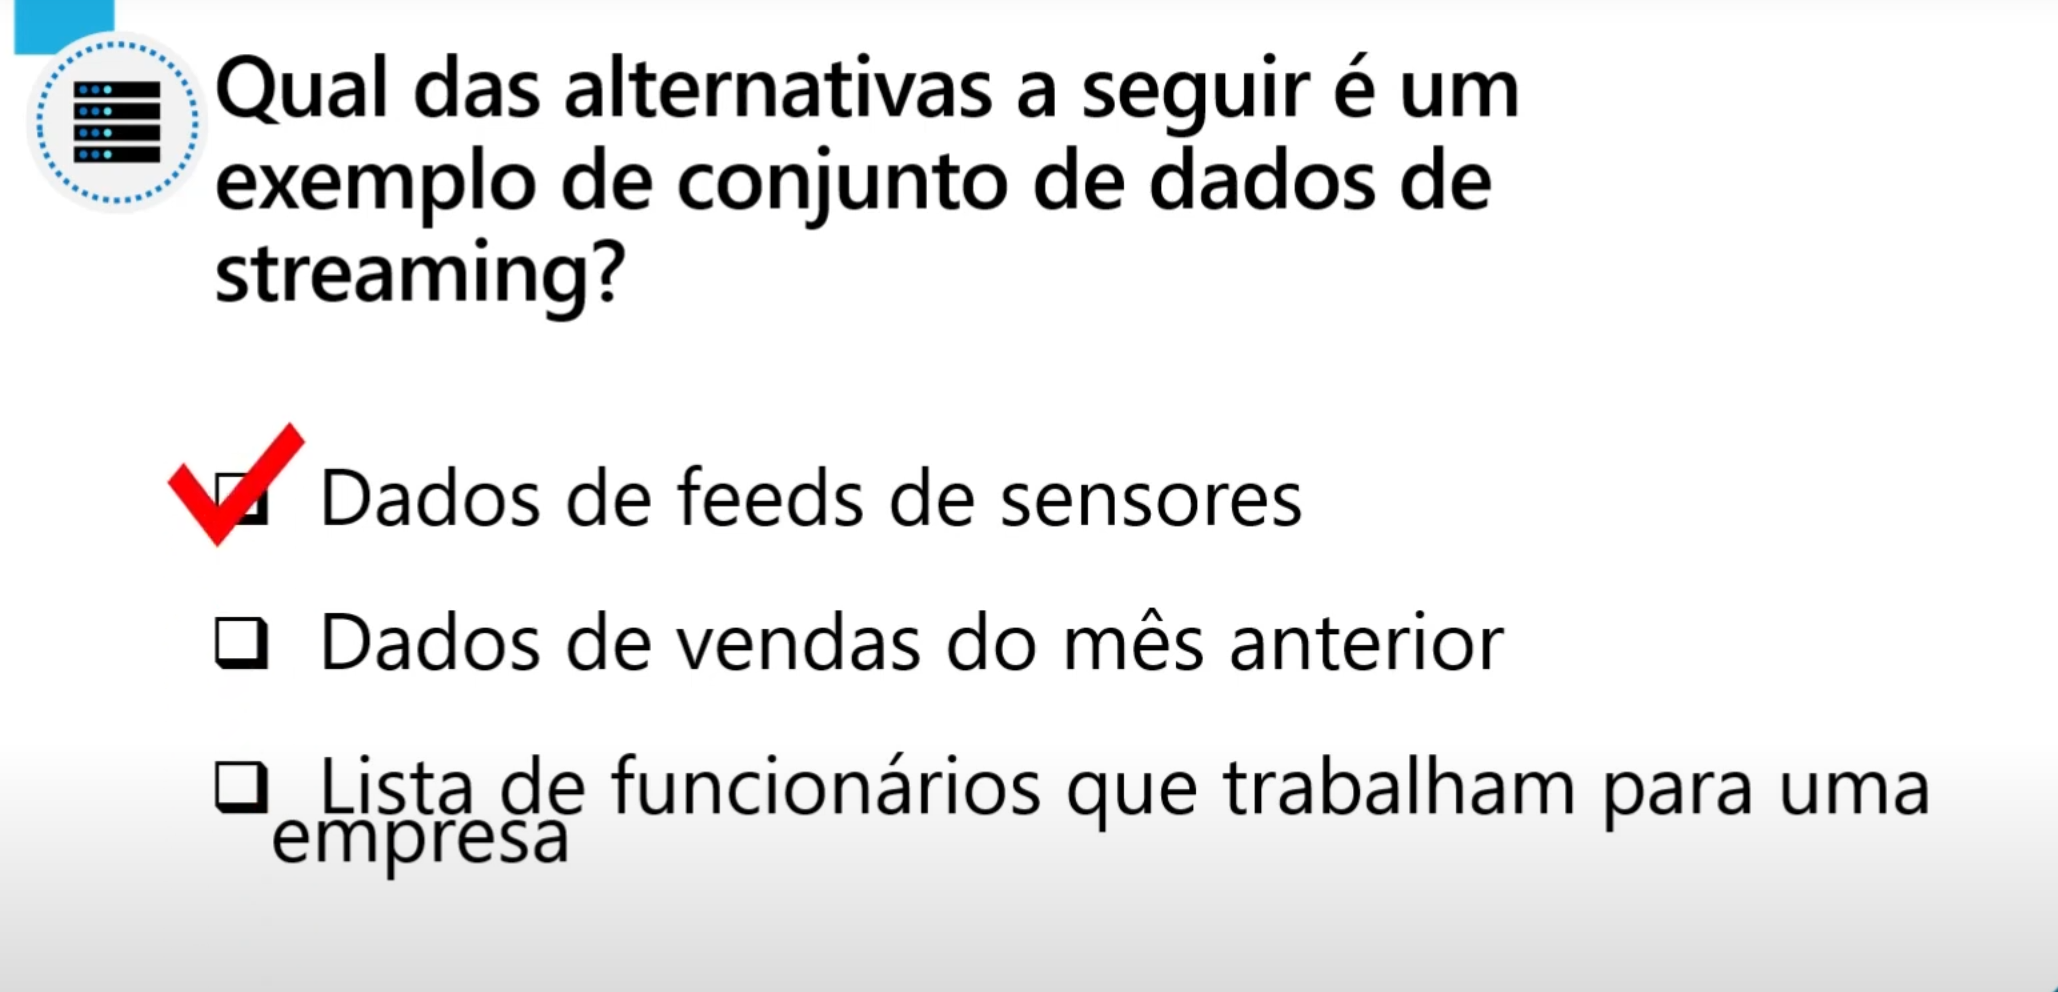 Qual das alternativas a seguir é um
exemplo de conjunto de dados de
streaming?
Dados de feeds de sensores
Dados de vendas do mês anterior
Lista de funcionários que trabalham para uma
empresa